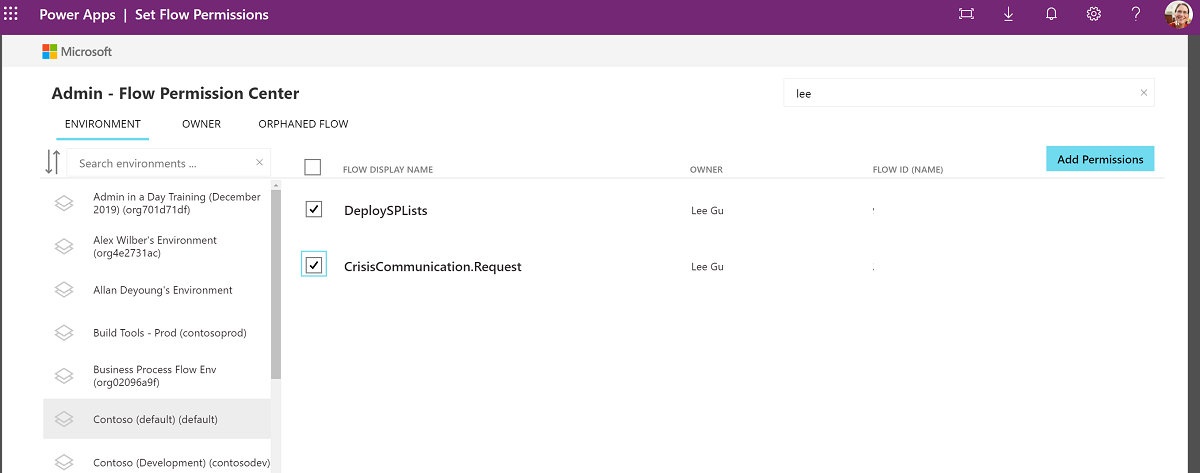 Power Apps | Set Flow Permissions
Microsoft
Admin - Flow Permission Center
lee
ENVIRONMENT OWNER ORPHANED FLOW
Search environments ...
FLOW DISPLAY NAME OWNER FLOW ID (NAME) Add Permissions
Admin in a Day Training (December
2019) (org701d71df)
DeploySPLists Lee Gu
Alex Wilber's Environment
(org4e2731ac)
CrisisCommunication.Request Lee Gu
Allan Deyoung's Environment
Build Tools - Prod (contosoprod)
Business Process Flow Env
(org02096a9f)
Contoso (default) (default)
Contoso (Development) (contosodev)